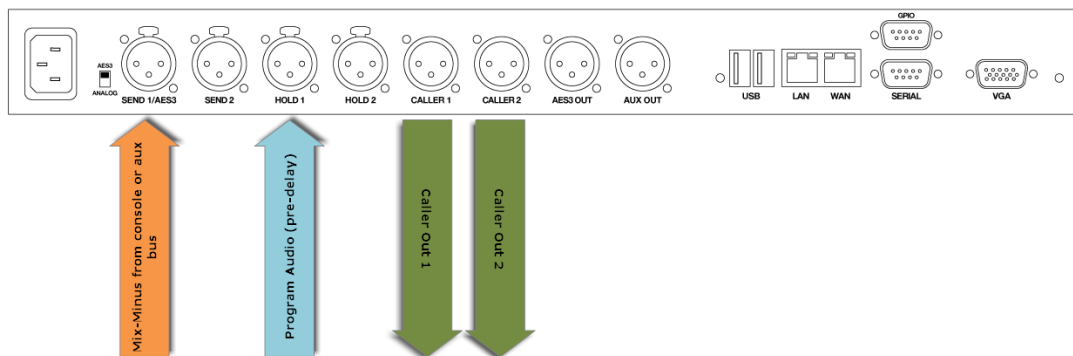 GPIO
AES3
ANALOG
SEND 1/AES3
SEND 2
HOLD 1
HOLD 2
CALLER 1
CALLER 2
AES3 OUT
AUX OUT
USB
LAN
WAN
SERIAL
VGA
Mix-Minus from console or aux
bus
Program Audio (pre-delay)
Caller Out 1
Caller Out 2